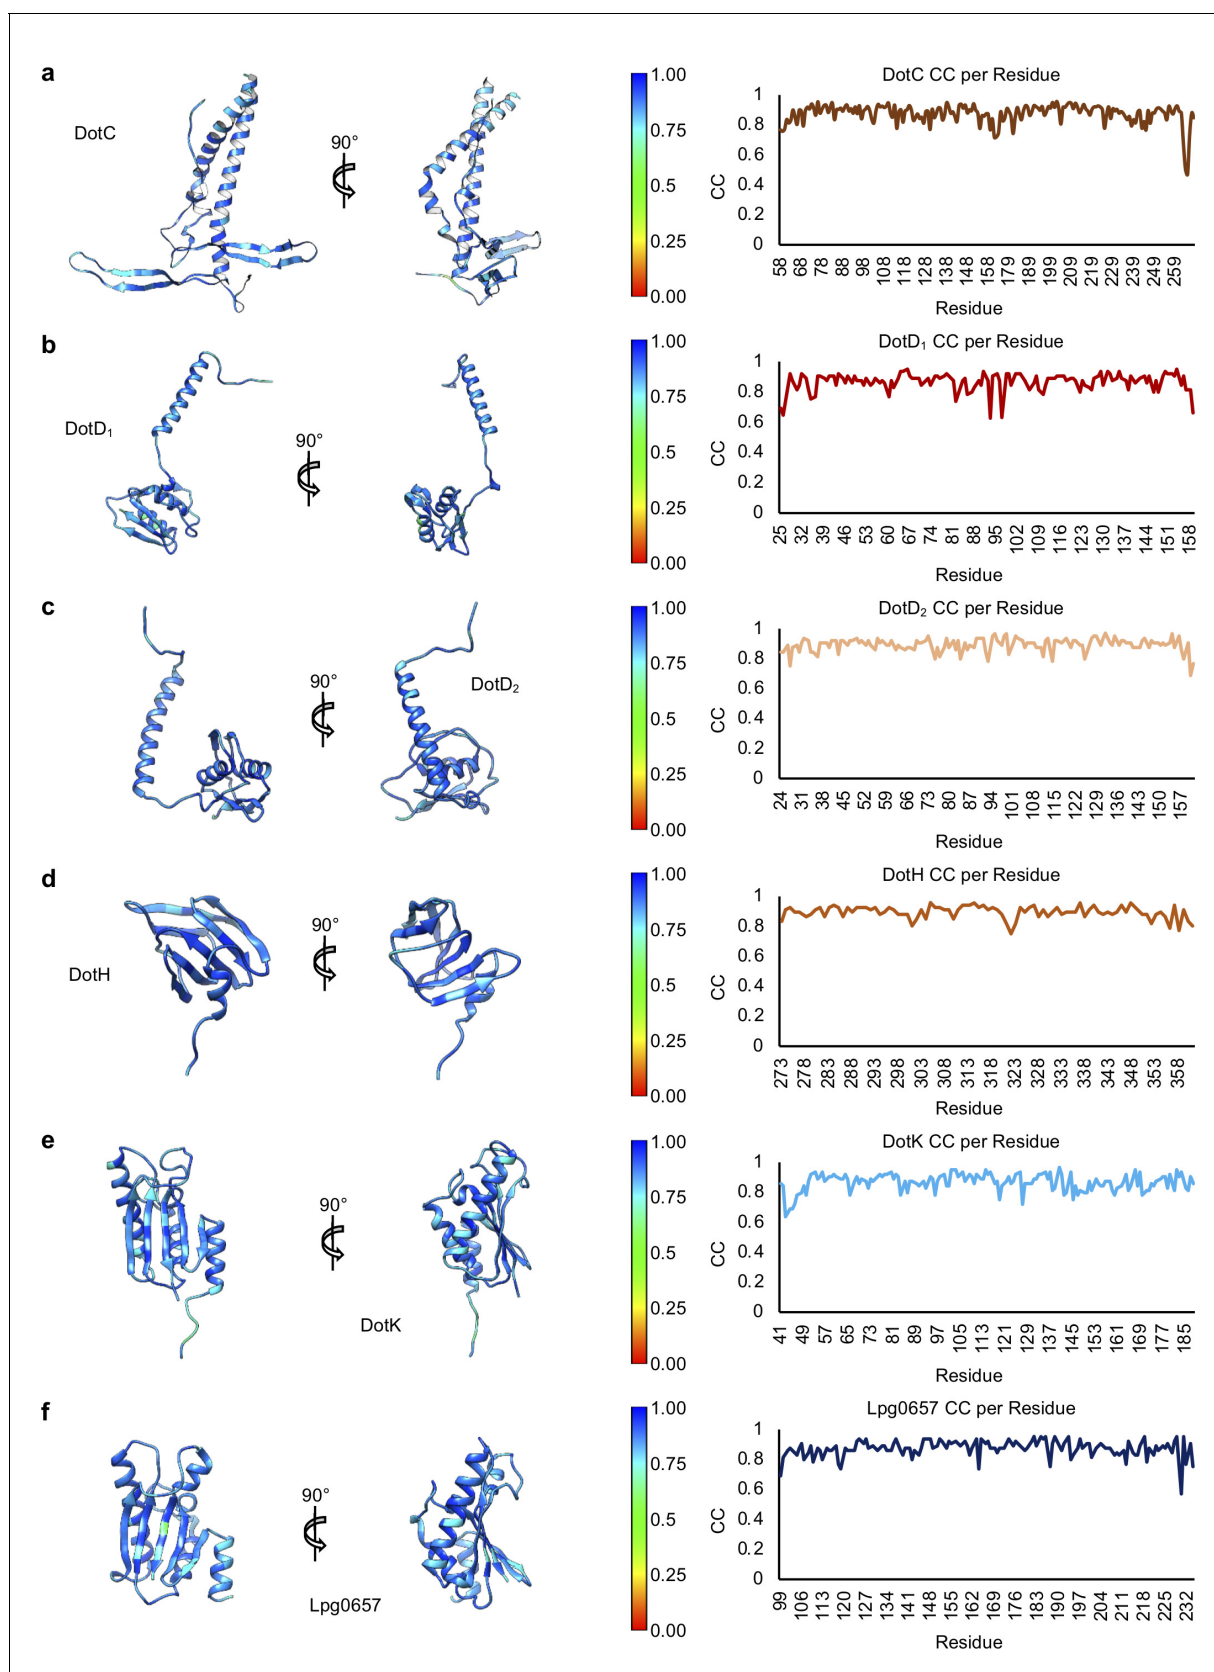 a
DotC
90°
1.00
0.75
0.5
0.25
0.00
DotC CC per Residue
1
0.8
0.6
0.4
0.2
0
CC
58 68 78 88 98 108 118 128 138 148 158 179 189 199 209 219 229 239 249 259
Residue
b
DotD₁
90°
1.00
0.75
0.5
0.25
0.00
DotD₁ CC per Residue
1
0.8
0.6
0.4
0.2
0
CC
25 32 39 46 53 60 67 74 81 88 95 102 109 116 123 130 137 144 151 158
Residue
c
90°
DotD₂
1.00
0.75
0.5
0.25
0.00
DotD₂ CC per Residue
1
0.8
0.6
0.4
0.2
0
CC
24 31 38 45 52 59 66 73 80 87 94 101 108 115 122 129 136 143 150 157
Residue
d
DotH
90°
1.00
0.75
0.5
0.25
0.00
DotH CC per Residue
1
0.8
0.6
0.4
0.2
0
CC
273 278 283 288 293 298 303 308 313 318 323 328 333 338 343 348 353 358
Residue
e
90°
DotK
1.00
0.75
0.5
0.25
0.00
DotK CC per Residue
1
0.8
0.6
0.4
0.2
0
CC
41 49 57 65 73 81 89 97 105 113 121 129 137 145 153 161 169 177 185
Residue
f
90°
Lpg0657
1.00
0.75
0.5
0.25
0.00
Lpg0657 CC per Residue
1
0.8
0.6
0.4
0.2
0
CC
99 106 113 120 127 134 141 148 155 162 169 176 183 190 197 204 211 218 225 232
Residue